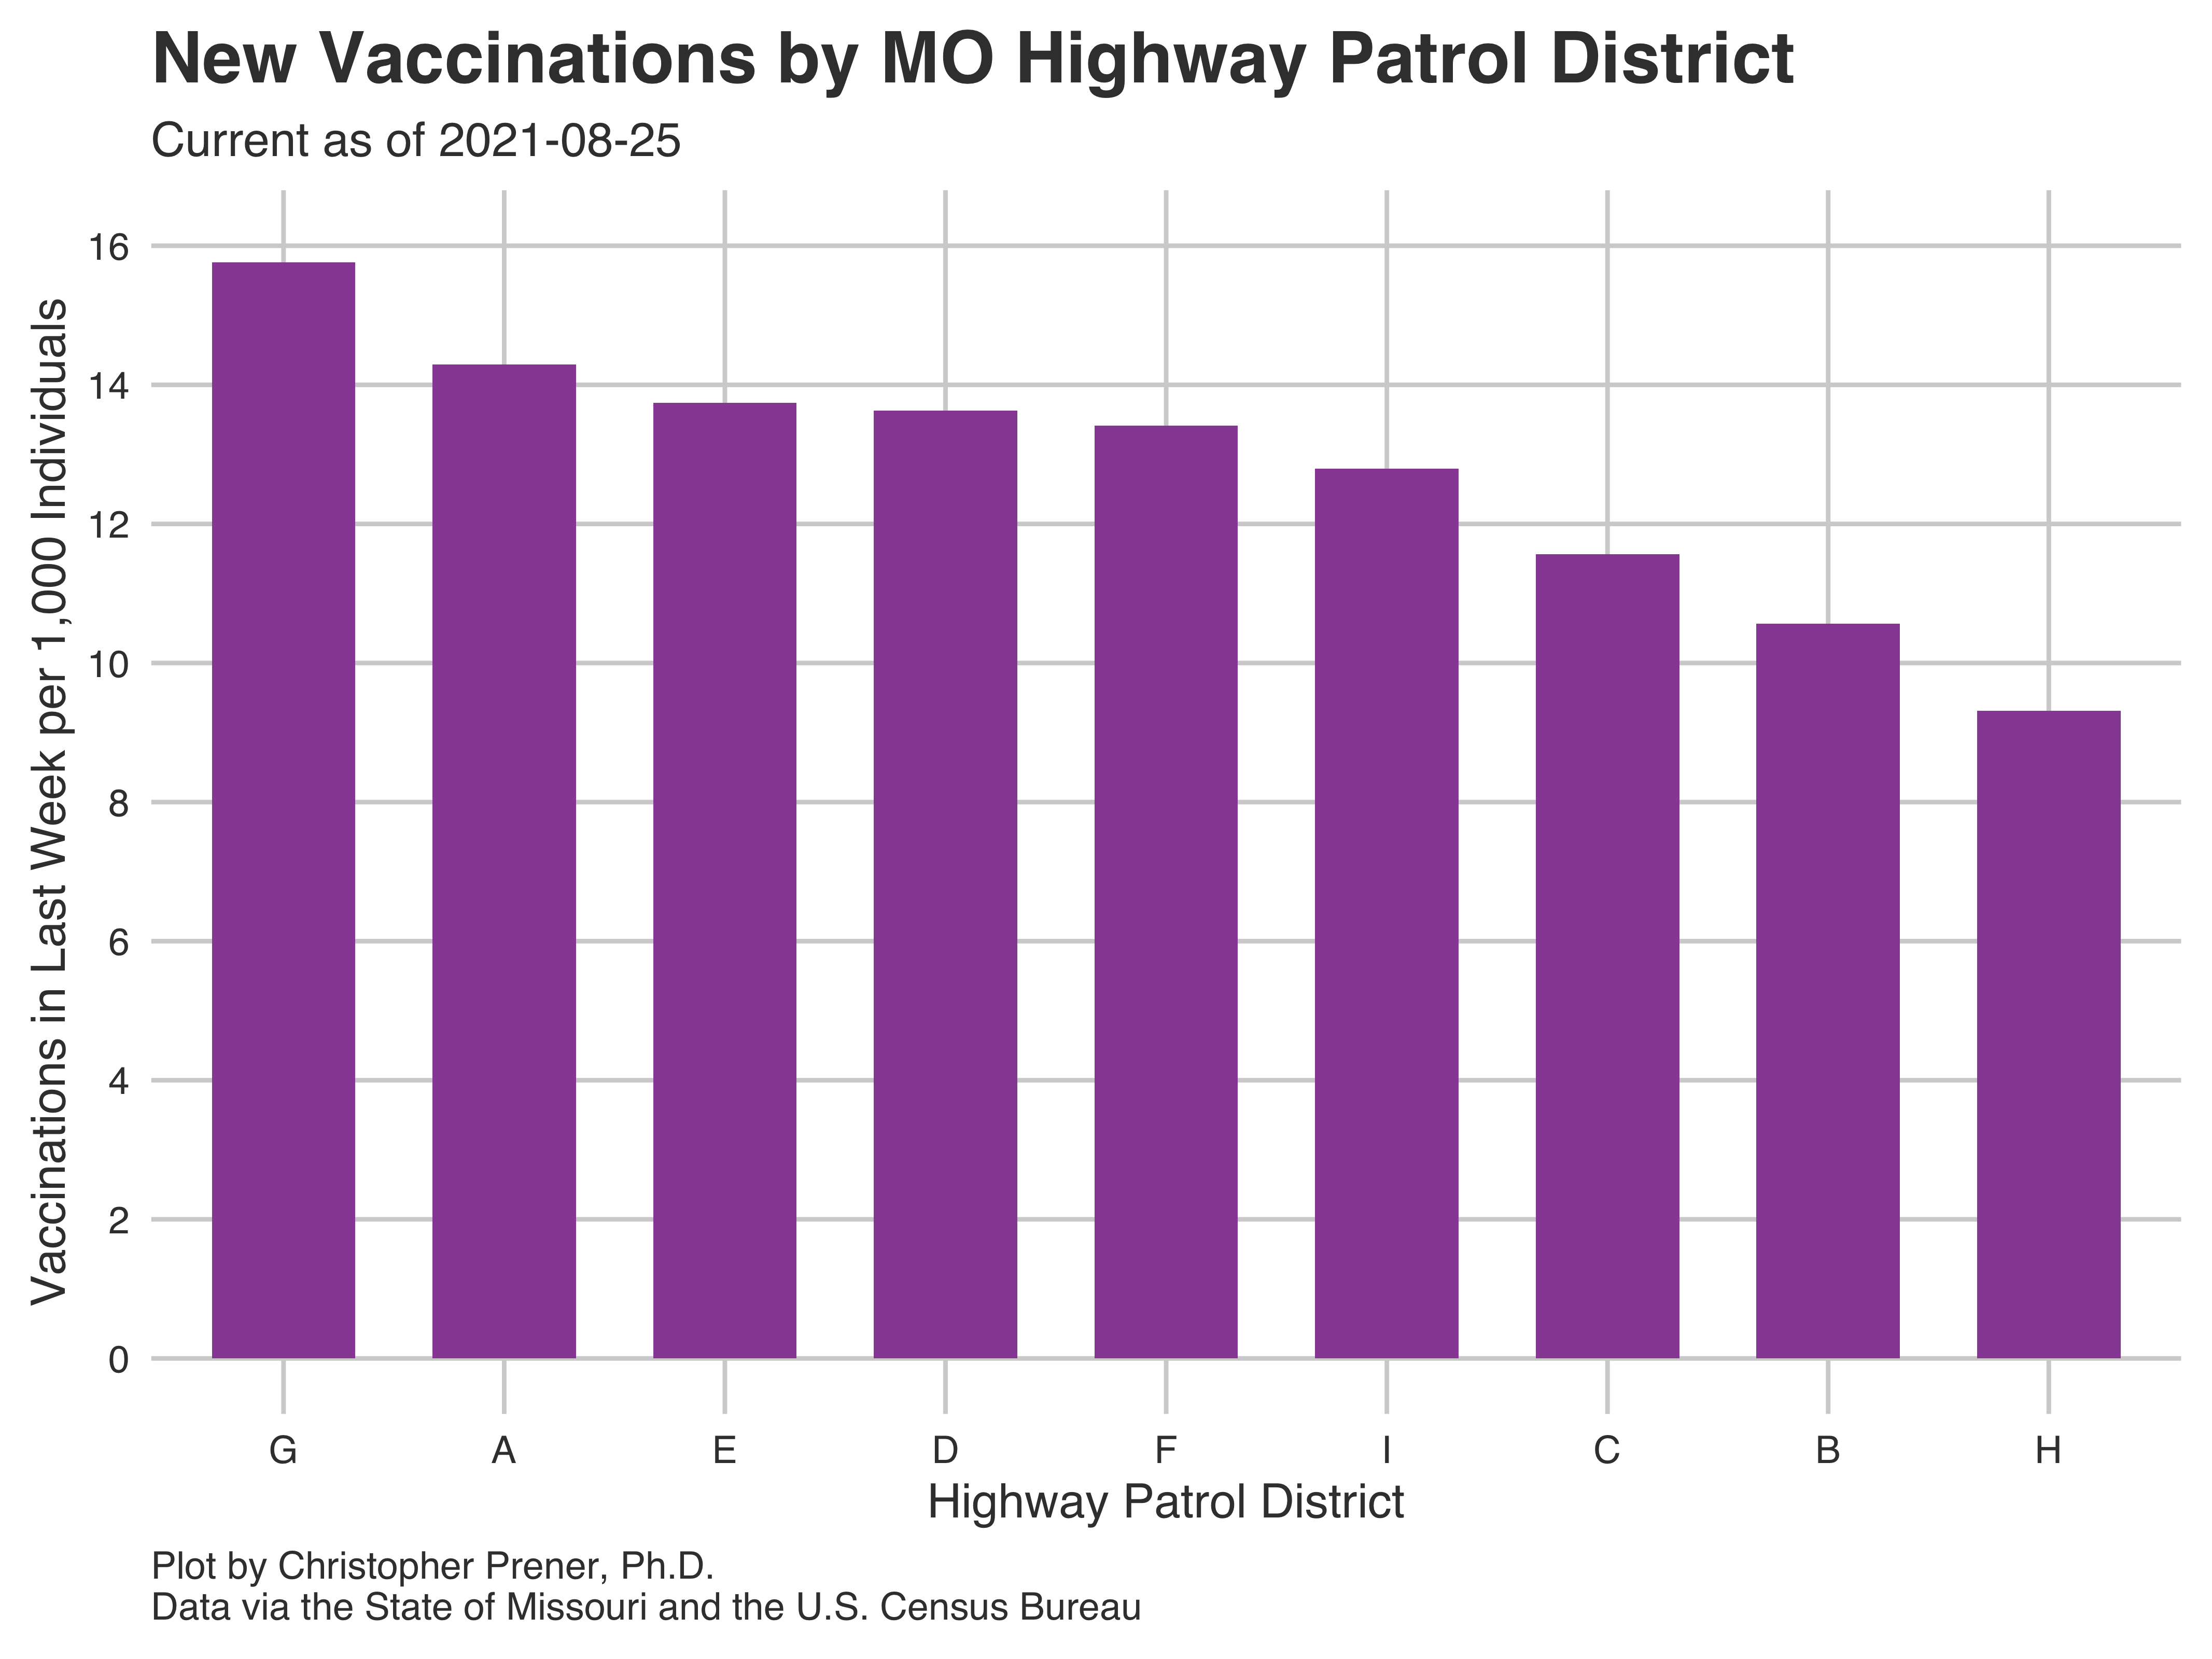 New Vaccinations by MO Highway Patrol District
Current as of 2021-08-25
Vaccinations in Last Week per 1,000 Individuals
16
14
12
10
8
6
4
2
0
G A E D F I C B H
Highway Patrol District
Plot by Christopher Prener, Ph.D.
Data via the State of Missouri and the U.S. Census Bureau